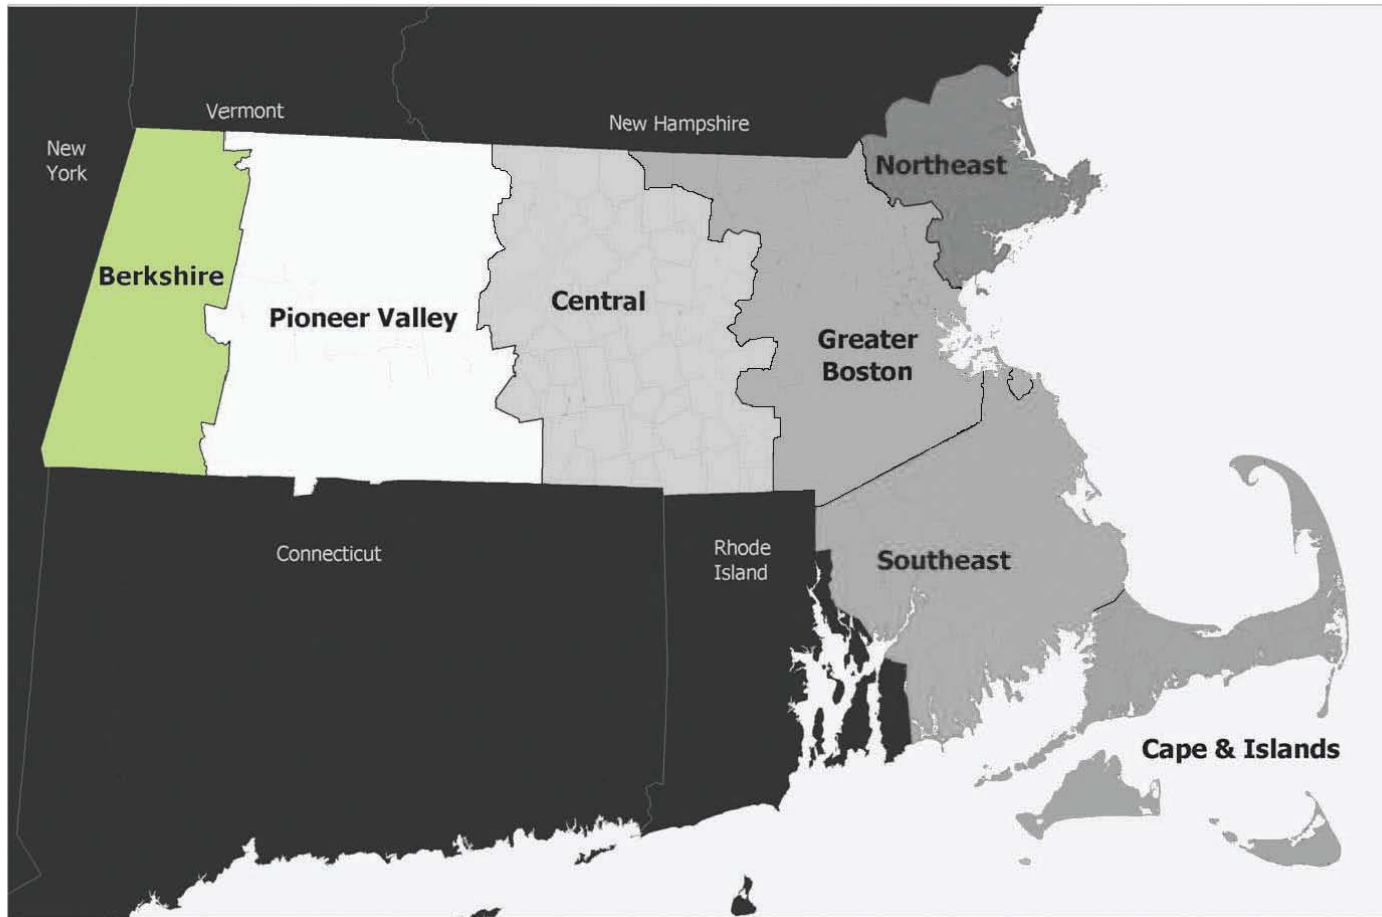 Vermont
New Hampshire
New
York
Northeast
Berkshire
Pioneer Valley
Central
Greater
Boston
Connecticut
Rhode
Island
Southeast
Cape & Islands